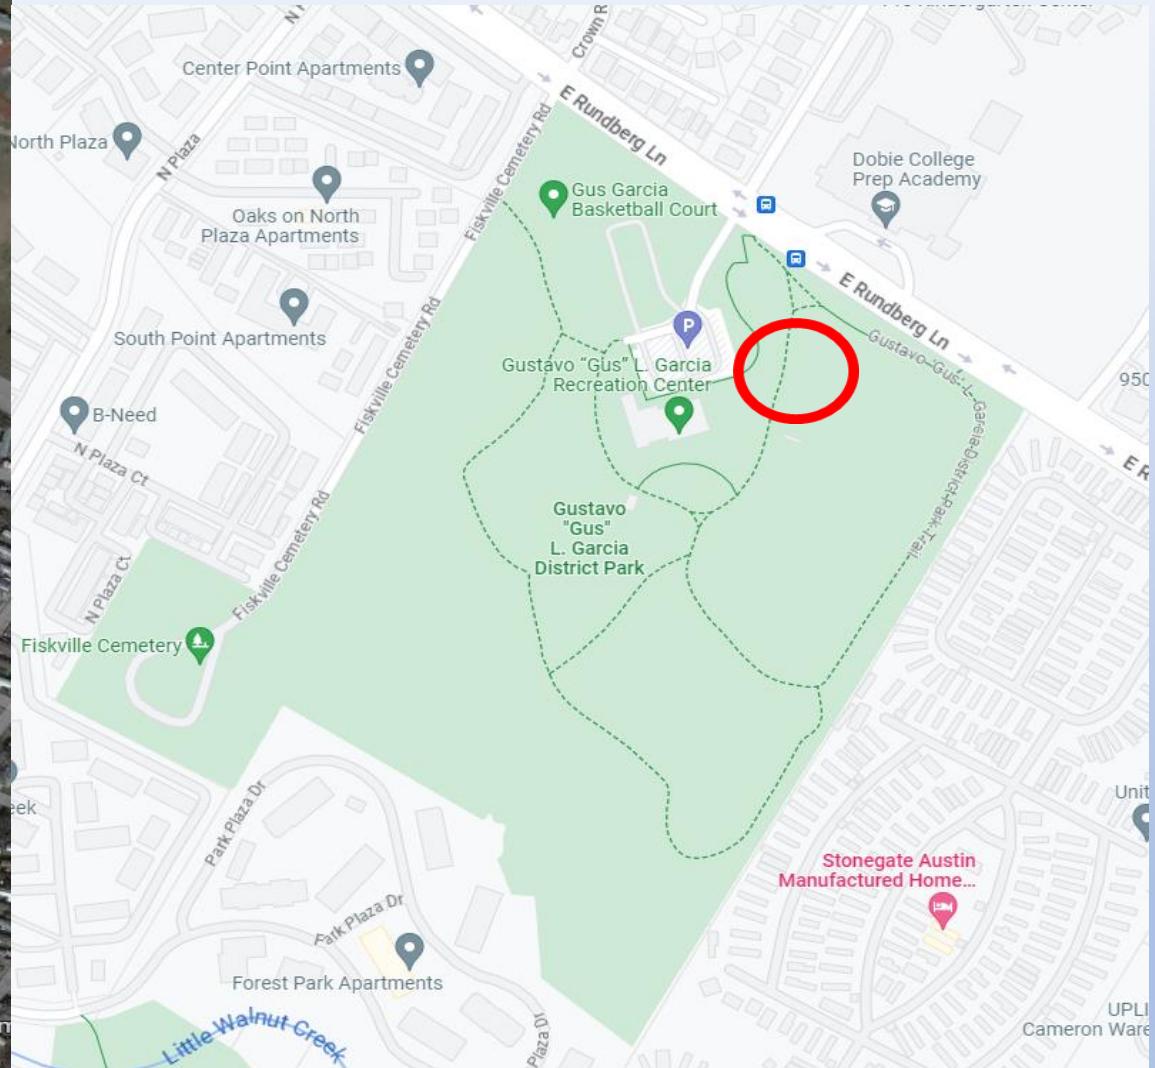 Crown R
Center Point Apartments
E Rundberg Ln
North Plaza
N Plaza
Fiskville Cemetery Rd
Dobie College
Prep Academy
Gus Garcia
Basketball Court
Oaks on North
Plaza Apartments
E Rundberg Ln
P
South Point Apartments
Fiskville Cemetery Rd
Gustavo "Gus" L. Garcia
Recreation Center
Gustavo "Gus" L. Garcia District Park Trail
950
B-Need
N Plaza Ct
E R
Gustavo
"Gus"
L. Garcia
District Park
N Plaza Ct
Fiskville Cemetery Rd
Fiskville Cemetery
eek
Park Plaza Dr
Unit
Stonegate Austin
Manufactured Home...
Park Plaza Dr
Forest Park Apartments
Little Walnut Creek
Plaza Dr
UPLI
Cameron Ware